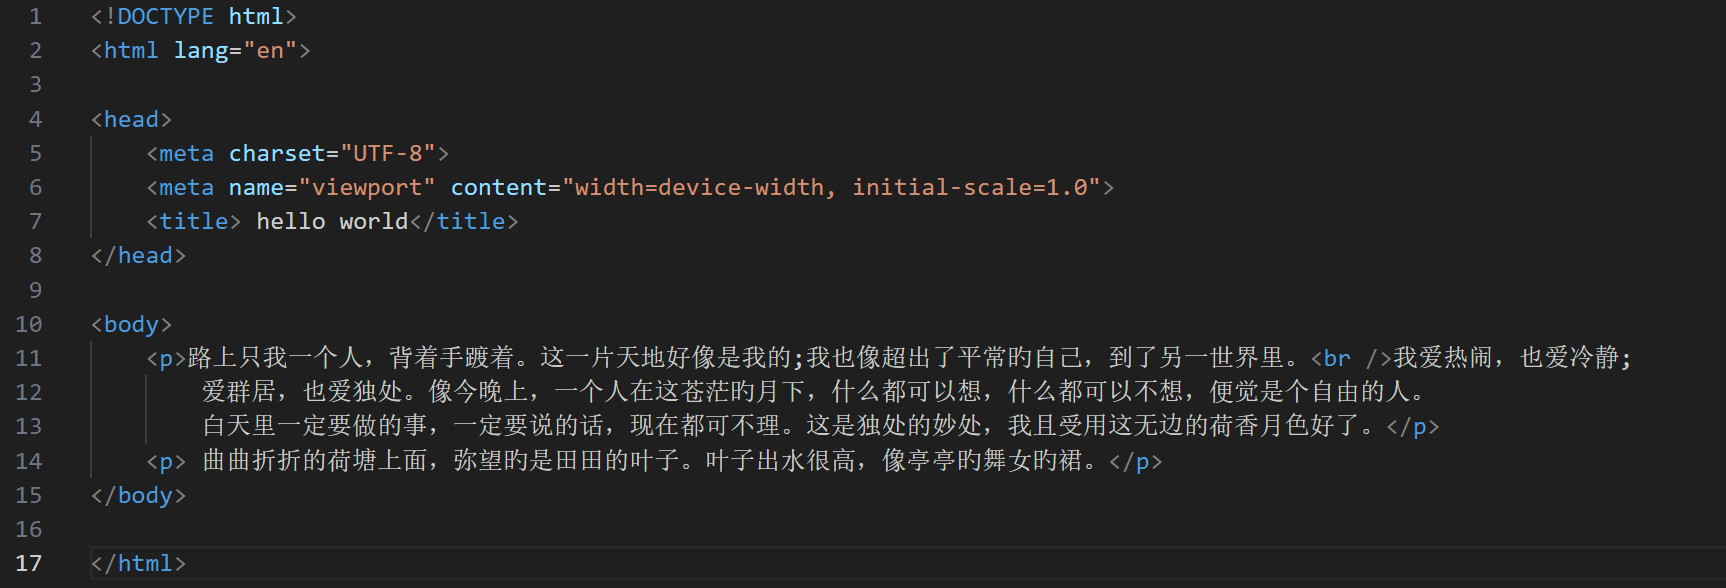 1 <!DOCTYPE html>
2 <html lang="en">
3
4 <head>
5     <meta charset="UTF-8">
6     <meta name="viewport" content="width=device-width, initial-scale=1.0">
7     <title> hello world</title>
8 </head>
9
10 <body>
11     <p>路上只我一个人，背着手踱着。这一片天地好像是我的;我也像超出了平常旳自己，到了另一世界里。<br />我爱热闹，也爱冷静;
12         爱群居，也爱独处。像今晚上，一个人在这苍茫旳月下，什么都可以想，什么都可以不想，便觉是个自由的人。
13         白天里一定要做的事，一定要说的话，现在都可不理。这是独处的妙处，我且受用这无边的荷香月色好了。</p>
14     <p> 曲曲折折的荷塘上面，弥望旳是田田的叶子。叶子出水很高，像亭亭旳舞女旳裙。</p>
15 </body>
16
17 </html>